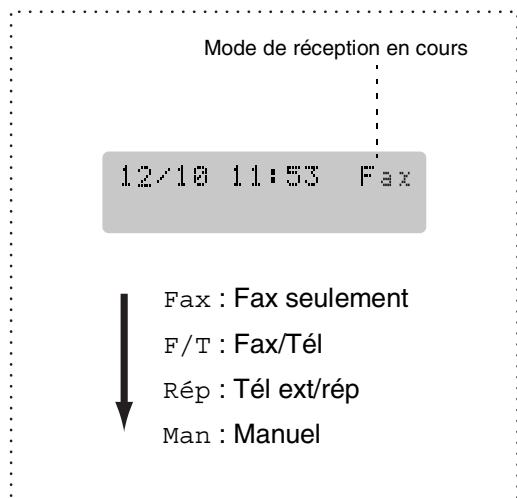 Mode de réception en cours
12/10 11:53 Fax
Fax : Fax seulement
F/T : Fax/Tél
Rép : Tél ext/rép
Man : Manuel